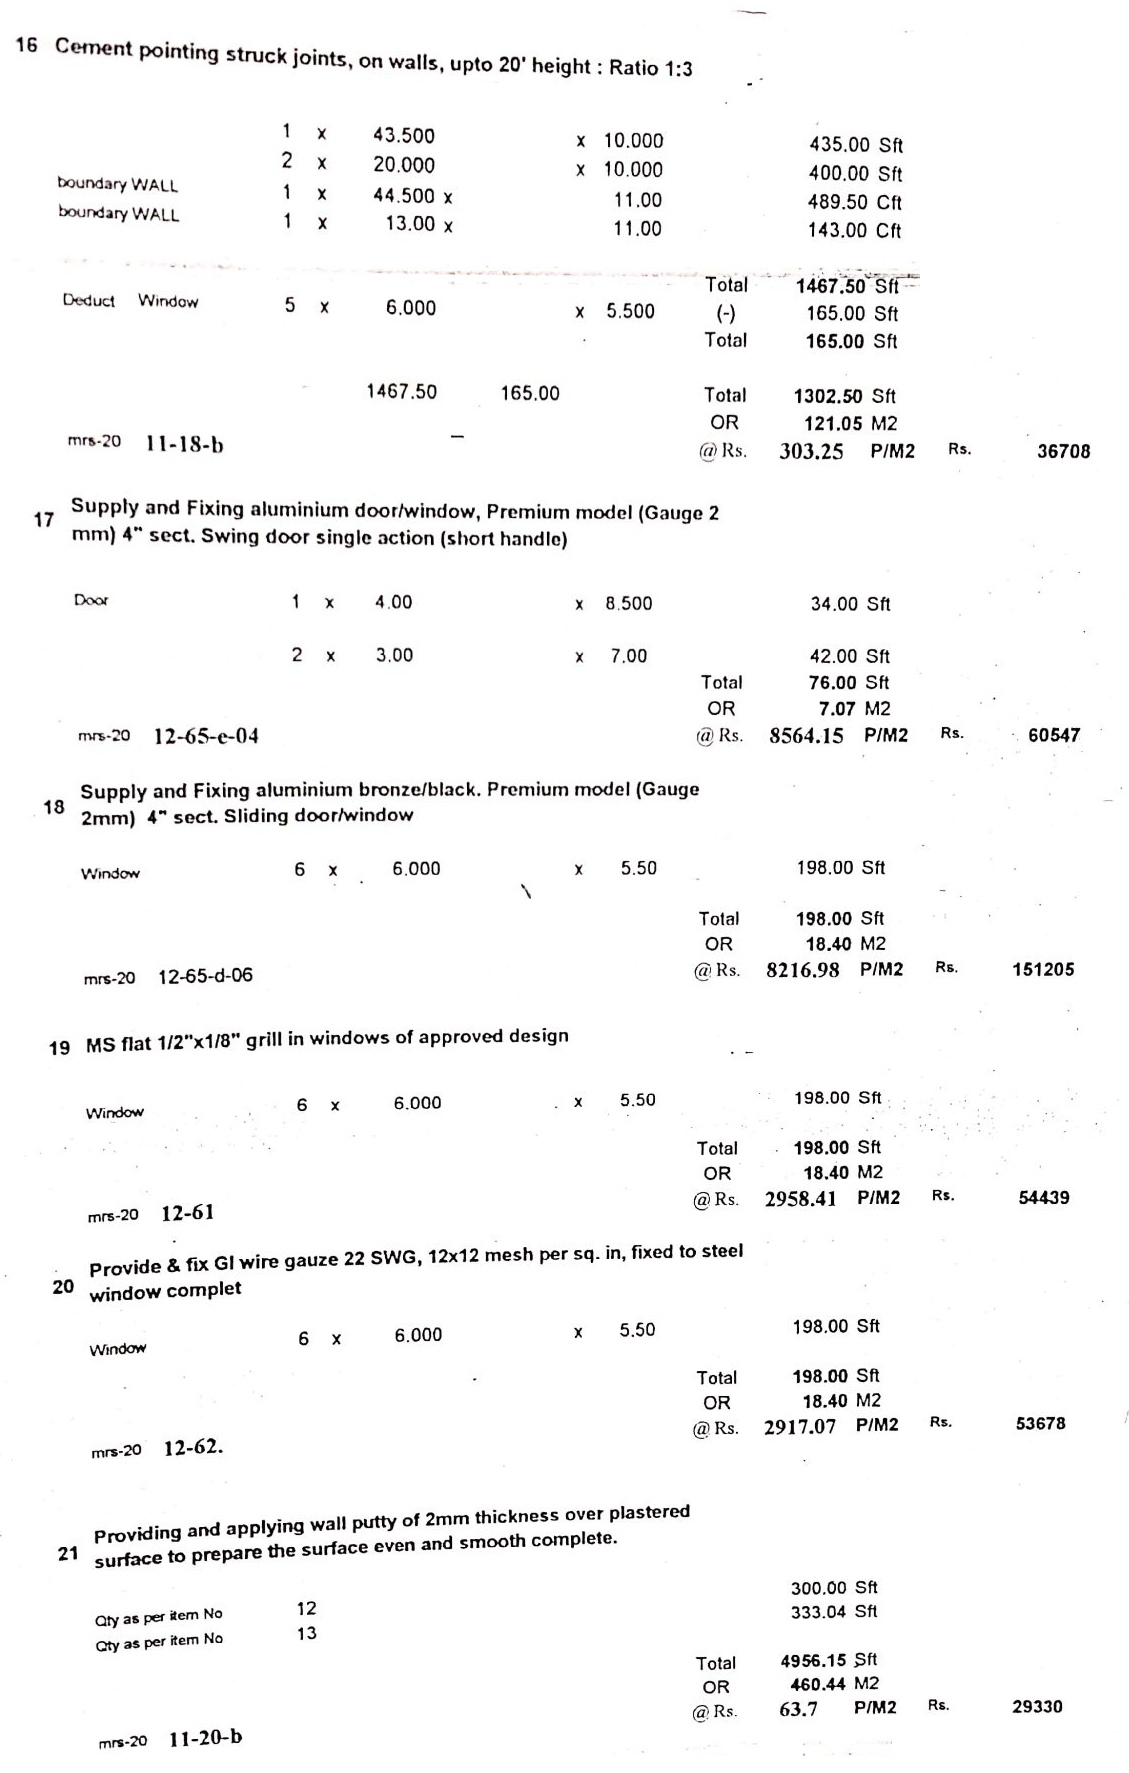 16 Cement pointing struck joints, on walls, upto 20' height : Ratio 1:3
1 x 43.500 x 10.000 435.00 Sft
2 x 20.000 x 10.000 400.00 Sft
boundary WALL 1 x 44.500 x 11.00 489.50 Cft
boundary WALL 1 x 13.00 x 11.00 143.00 Cft
Total 1467.50 Sft
Deduct Window 5 x 6.000 x 5.500 (-) 165.00 Sft
Total 165.00 Sft
1467.50 165.00 Total 1302.50 Sft
OR 121.05 M2
mrs-20 11-18-b – @ Rs. 303.25 P/M2 Rs. 36708
17 Supply and Fixing aluminium door/window, Premium model (Gauge 2
mm) 4" sect. Swing door single action (short handle)
Door 1 x 4.00 x 8.500 34.00 Sft
2 x 3.00 x 7.00 42.00 Sft
Total 76.00 Sft
OR 7.07 M2
mrs-20 12-65-e-04 @ Rs. 8564.15 P/M2 Rs. 60547
18 Supply and Fixing aluminium bronze/black. Premium model (Gauge
2mm) 4" sect. Sliding door/window
Window 6 x 6.000 x 5.50 198.00 Sft
Total 198.00 Sft
OR 18.40 M2
mrs-20 12-65-d-06 @ Rs. 8216.98 P/M2 Rs. 151205
19 MS flat 1/2"x1/8" grill in windows of approved design
Window 6 x 6.000 x 5.50 198.00 Sft
Total 198.00 Sft
OR 18.40 M2
mrs-20 12-61 @ Rs. 2958.41 P/M2 Rs. 54439
20 Provide & fix GI wire gauze 22 SWG, 12x12 mesh per sq. in, fixed to steel
window complet
Window 6 x 6.000 x 5.50 198.00 Sft
Total 198.00 Sft
OR 18.40 M2
mrs-20 12-62. @ Rs. 2917.07 P/M2 Rs. 53678
21 Providing and applying wall putty of 2mm thickness over plastered
surface to prepare the surface even and smooth complete.
Qty as per item No 12 300.00 Sft
Qty as per item No 13 333.04 Sft
Total 4956.15 Sft
OR 460.44 M2
mrs-20 11-20-b @ Rs. 63.7 P/M2 Rs. 29330